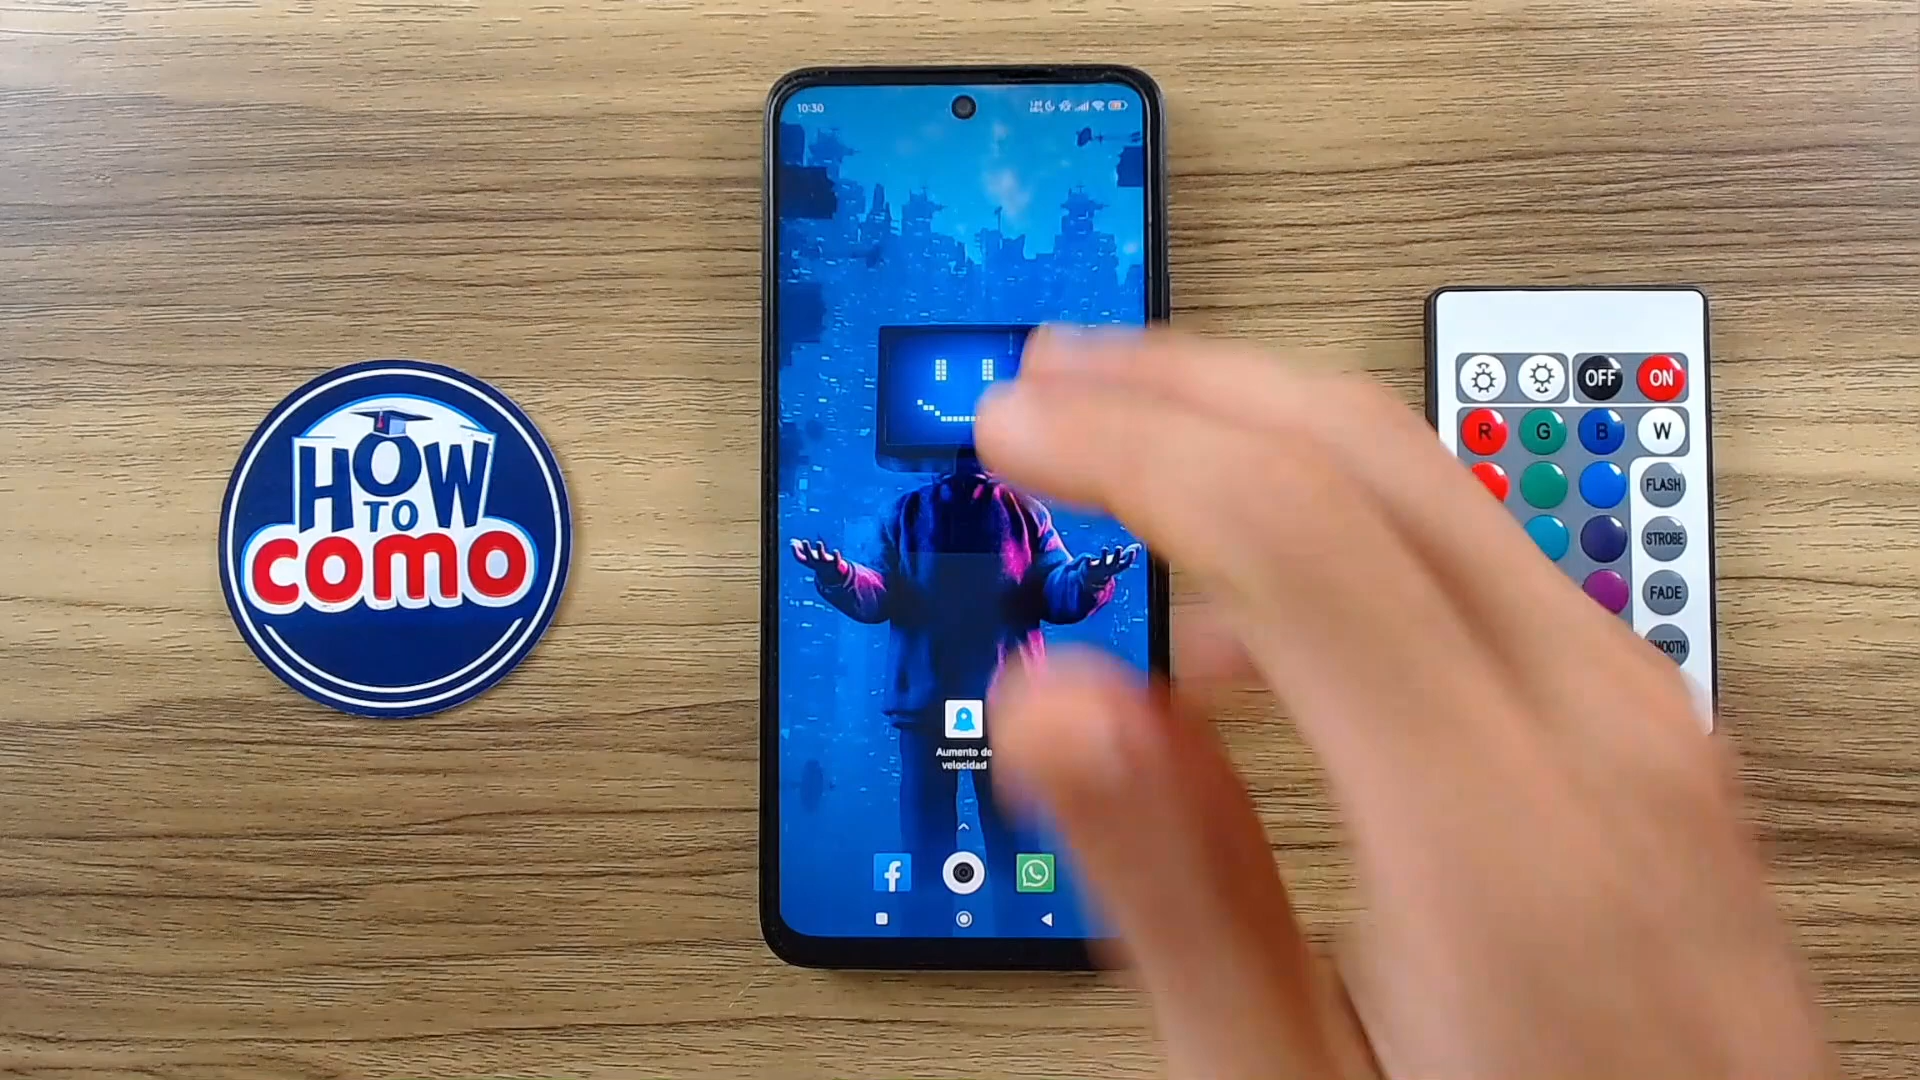 10:30
HOW
TO
como
Aumento de
velocidad
OFF
ON
R
G
B
W
FLASH
STROBE
FADE